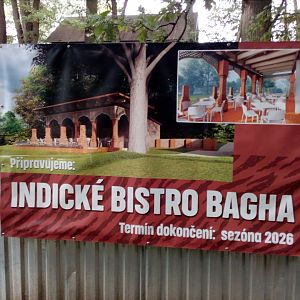 Připravujeme:
INDICKÉ BISTRO BAGHA
Termín dokončení: sezóna 2026